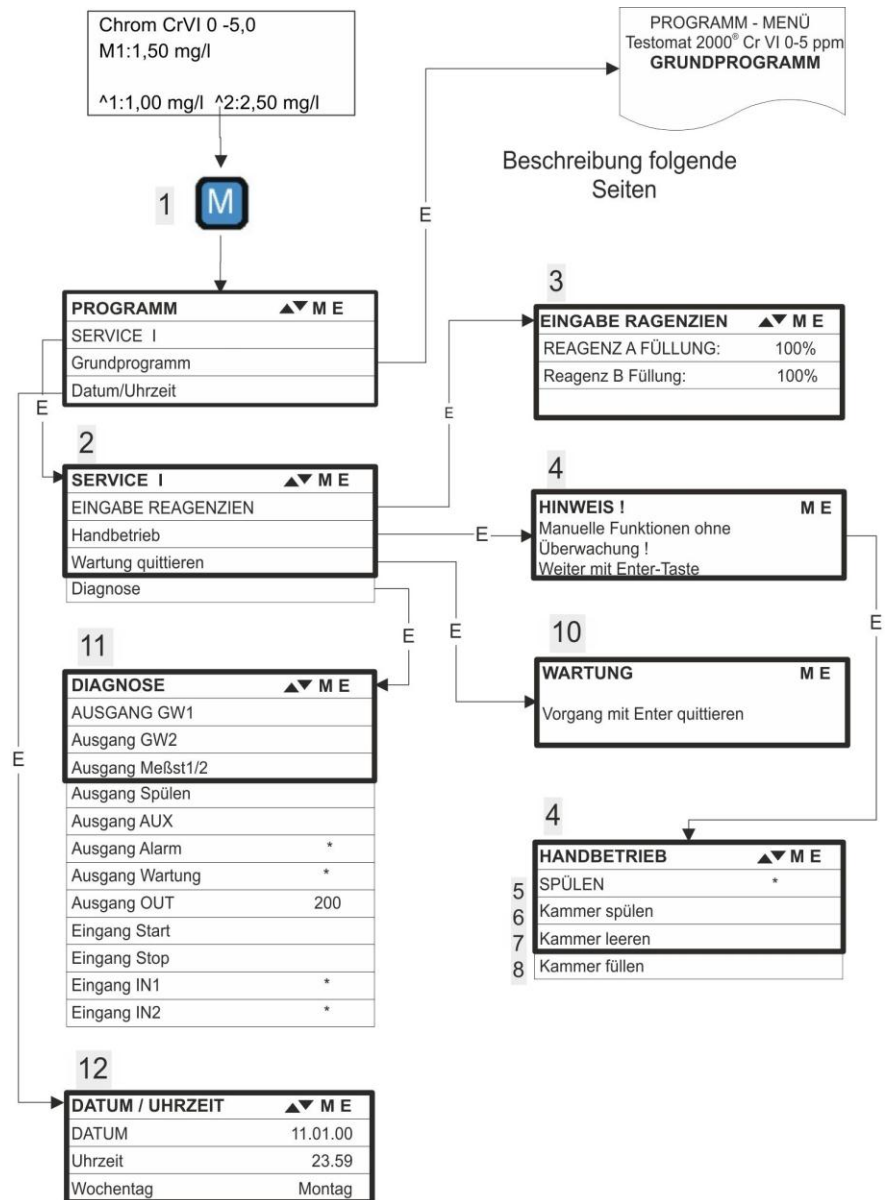 Chrom CrVI 0 -5,0
M1:1,50 mg/l
^1:1,00 mg/l ^2:2,50 mg/l
PROGRAMM - MENÜ
Testomat 2000® Cr VI 0-5 ppm
GRUNDPROGRAMM
Beschreibung folgende
Seiten
1
M
E
PROGRAMM ▲▼ M E
SERVICE I
Grundprogramm
Datum/Uhrzeit
E
3
EINGABE RAGENZIEN ▲▼ M E
REAGENZ A FÜLLUNG: 100%
Reagenz B Füllung: 100%
E
2
SERVICE I ▲▼ M E
EINGABE REAGENZIEN
Handbetrieb
Wartung quittieren
Diagnose
E
4
HINWEIS ! M E
Manuelle Funktionen ohne
Überwachung !
Weiter mit Enter-Taste
E
E
E
10
WARTUNG M E
Vorgang mit Enter quittieren
11
DIAGNOSE ▲▼ M E
AUSGANG GW1
Ausgang GW2
Ausgang Meßst1/2
Ausgang Spülen
Ausgang AUX
Ausgang Alarm *
Ausgang Wartung *
Ausgang OUT 200
Eingang Start
Eingang Stop
Eingang IN1 *
Eingang IN2 *
E
4
HANDBETRIEB ▲▼ M E
5 SPÜLEN *
6 Kammer spülen
7 Kammer leeren
8 Kammer füllen
12
DATUM / UHRZEIT ▲▼ M E
DATUM 11.01.00
Uhrzeit 23.59
Wochentag Montag